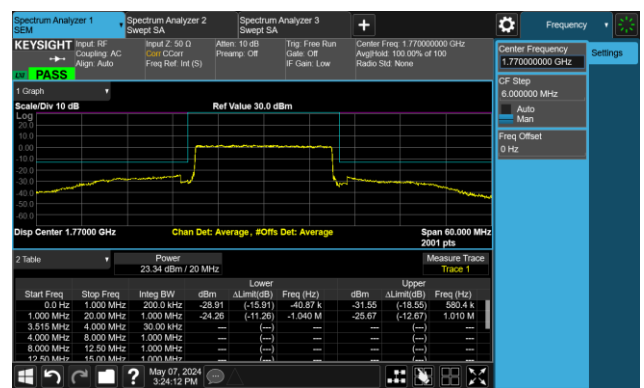 Spectrum Analyzer 1
SEM
Spectrum Analyzer 2
Swept SA
Spectrum Analyzer 3
Swept SA
+
Frequency
KEYSIGHT
Input: RF
Coupling: AC
Align: Auto
Input Z: 50 Ω
Corr CCorr
Freq Ref: Int (S)
Atten: 10 dB
Preamp: Off
Trig: Free Run
Gate: Off
IF Gain: Low
Center Freq: 1.770000000 GHz
Avg|Hold: 100.00% of 100
Radio Std: None
PASS
Center Frequency
1.770000000 GHz
Settings
CF Step
6.000000 MHz
Auto
Man
Freq Offset
0 Hz
1 Graph
Scale/Div 10 dB
Ref Value 30.0 dBm
Log
20.0
10.0
0.00
-10.0
-20.0
-30.0
-40.0
-50.0
-60.0
Disp Center 1.77000 GHz
Chan Det: Average, #Offs Det: Average
Span 60.000 MHz
2001 pts
2 Table
Power
23.34 dBm / 20 MHz
Measure Trace
Trace 1
Lower Upper
Start Freq Stop Freq Integ BW dBm ΔLimit(dB) Freq (Hz) dBm ΔLimit(dB) Freq (Hz)
0.0 Hz 1.000 MHz 200.0 kHz -28.91 (-15.91) -40.87 k -31.55 (-18.55) 580.4 k
1.000 MHz 20.00 MHz 1.000 MHz -24.26 (-11.26) -1.040 M -25.67 (-12.67) 1.010 M
3.515 MHz 4.000 MHz 30.00 kHz --- (---) --- --- (---) ---
4.000 MHz 8.000 MHz 1.000 MHz --- (---) --- --- (---) ---
8.000 MHz 12.50 MHz 1.000 MHz --- (---) --- --- (---) ---
12.50 MHz 15.00 MHz 1.000 MHz --- (---) --- --- (---) ---
?
May 07, 2024
3:24:12 PM